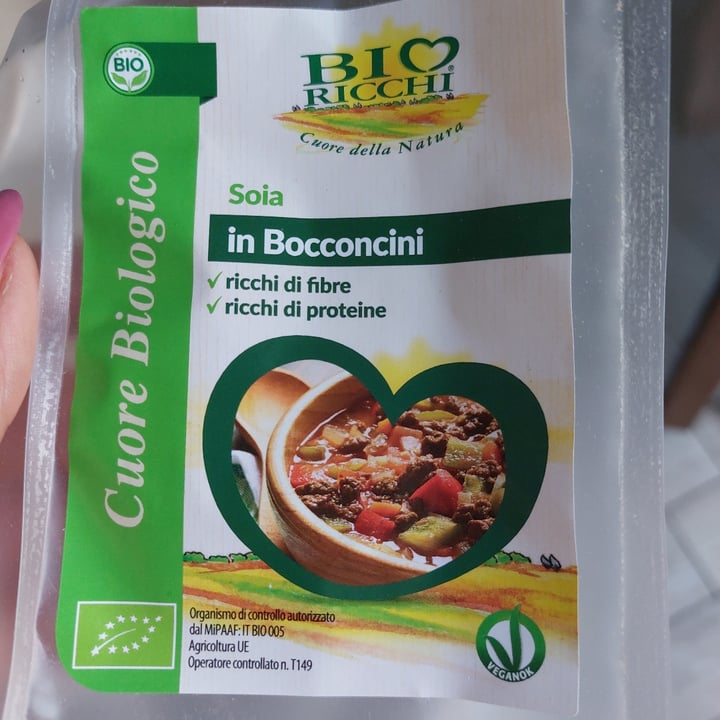 BIO
BIO
RICCHI®
Cuore della Natura
Soia
in Bocconcini
ricchi di fibre
ricchi di proteine
Cuore Biologico
Organismo di controllo autorizzato
dal MiPAAF: IT BIO 005
Agricoltura UE
Operatore controllato n. T149
VEGANOK